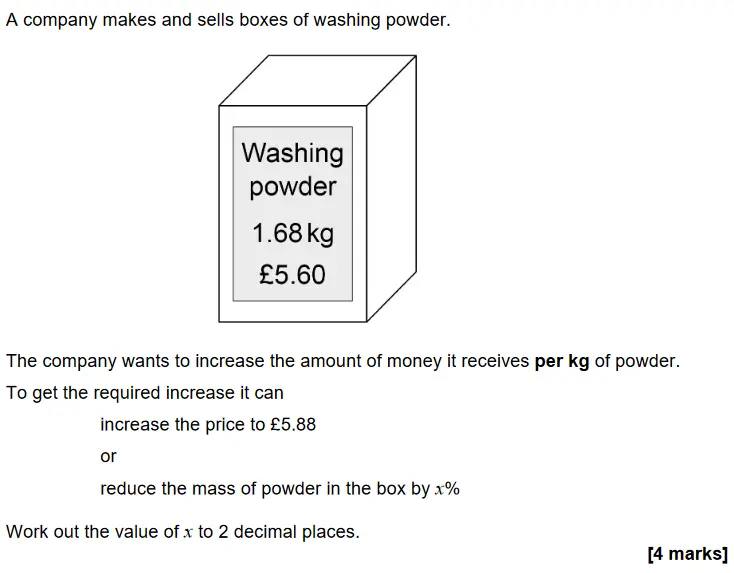 A company makes and sells boxes of washing powder.
Washing
powder
1.68 kg
£5.60
The company wants to increase the amount of money it receives per kg of powder.
To get the required increase it can
increase the price to £5.88
or
reduce the mass of powder in the box by x%
Work out the value of x to 2 decimal places.
[4 marks]